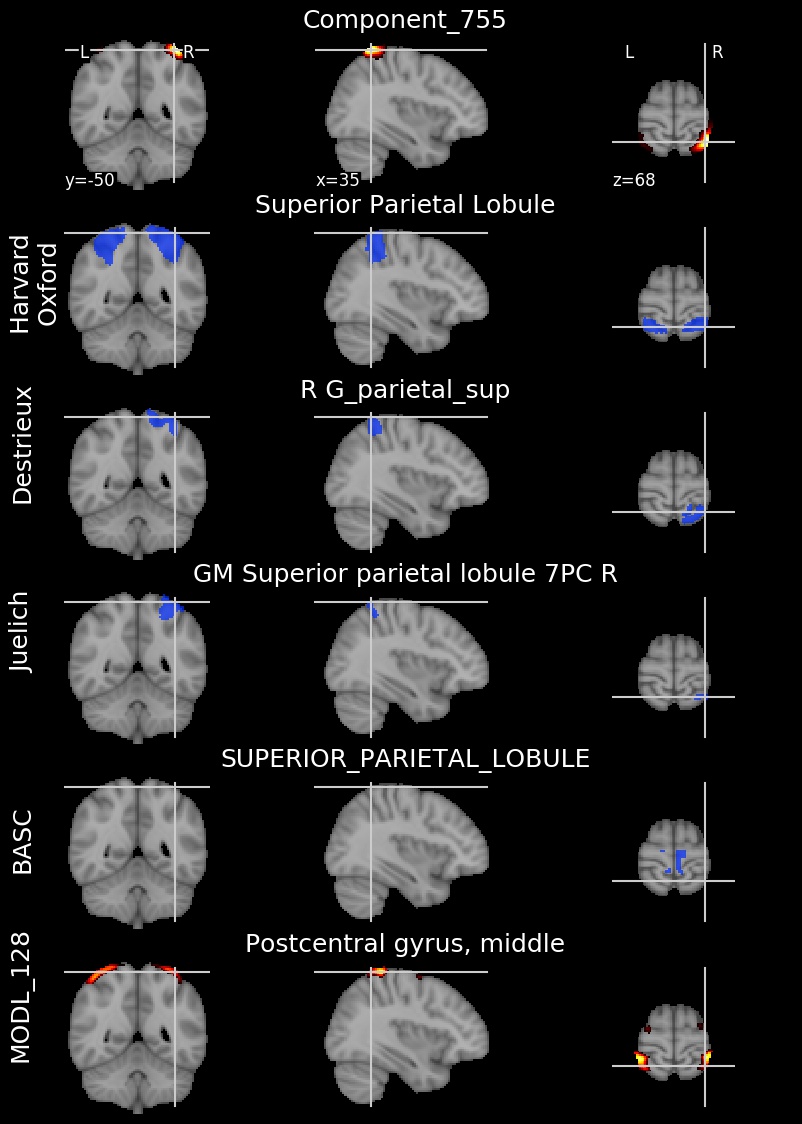 Component_755
L R
L R
y=-50
x=35
z=68
Superior Parietal Lobule
Harvard
Oxford
R G_parietal_sup
Destrieux
GM Superior parietal lobule 7PC R
Juelich
SUPERIOR_PARIETAL_LOBULE
BASC
Postcentral gyrus, middle
MODL_128